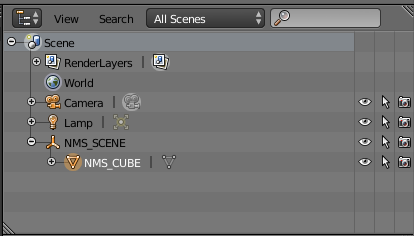 View Search All Scenes
Scene
RenderLayers
World
Camera
Lamp
NMS_SCENE
NMS_CUBE